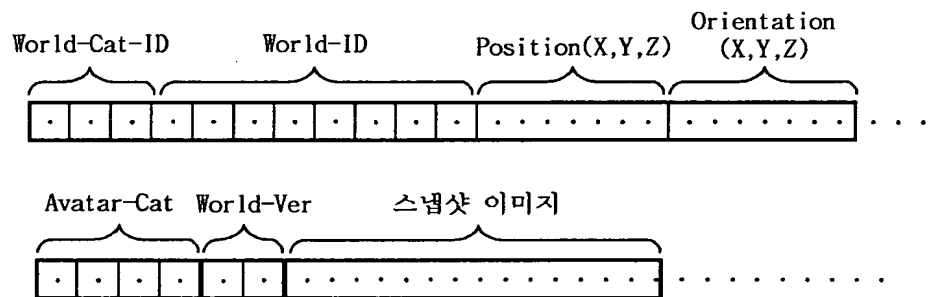 World-Cat-ID World-ID Position(X,Y,Z) Orientation
(X,Y,Z)
Avatar-Cat World-Ver 스냅샷 이미지